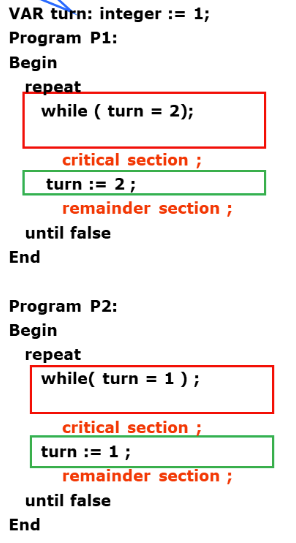 VAR turn: integer := 1;
Program P1:
Begin
repeat
while ( turn = 2);
critical section ;
turn := 2 ;
remainder section ;
until false
End
Program P2:
Begin
repeat
while( turn = 1 ) ;
critical section ;
turn := 1 ;
remainder section ;
until false
End